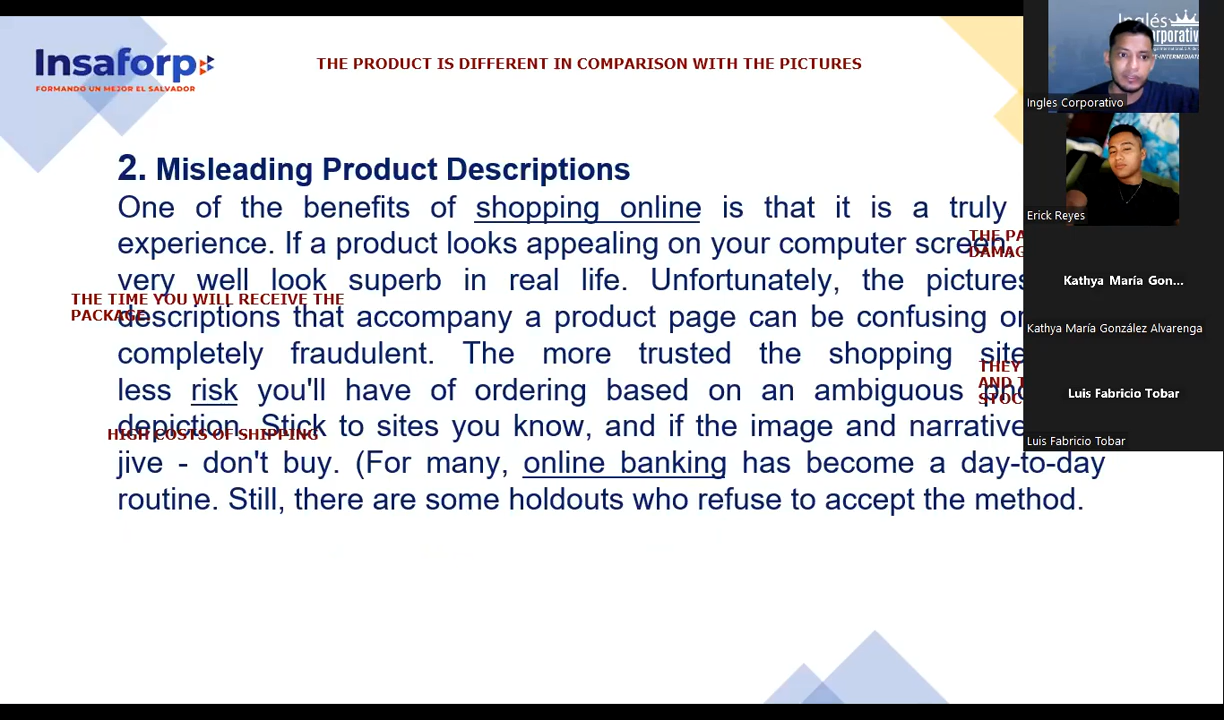 Insaforp
FORMANDO UN MEJOR EL SALVADOR
THE PRODUCT IS DIFFERENT IN COMPARISON WITH THE PICTURES
2. Misleading Product Descriptions
One of the benefits of shopping online is that it is a truly
experience. If a product looks appealing on your computer screen,
very well look superb in real life. Unfortunately, the pictures
descriptions that accompany a product page can be confusing or
completely fraudulent. The more trusted the shopping site
less risk you'll have of ordering based on an ambiguous
depiction. Stick to sites you know, and if the image and narrative
jive - don't buy. (For many, online banking has become a day-to-day
routine. Still, there are some holdouts who refuse to accept the method.
THE TIME YOU WILL RECEIVE THE
PACKAGE
HIGH COSTS OF SHIPPING
THE
THEY
AND
Inglés
Ingles Corporativo
Erick Reyes
Kathya María Gon...
Kathya María González Alvarenga
Luis Fabricio Tobar
Luis Fabricio Tobar